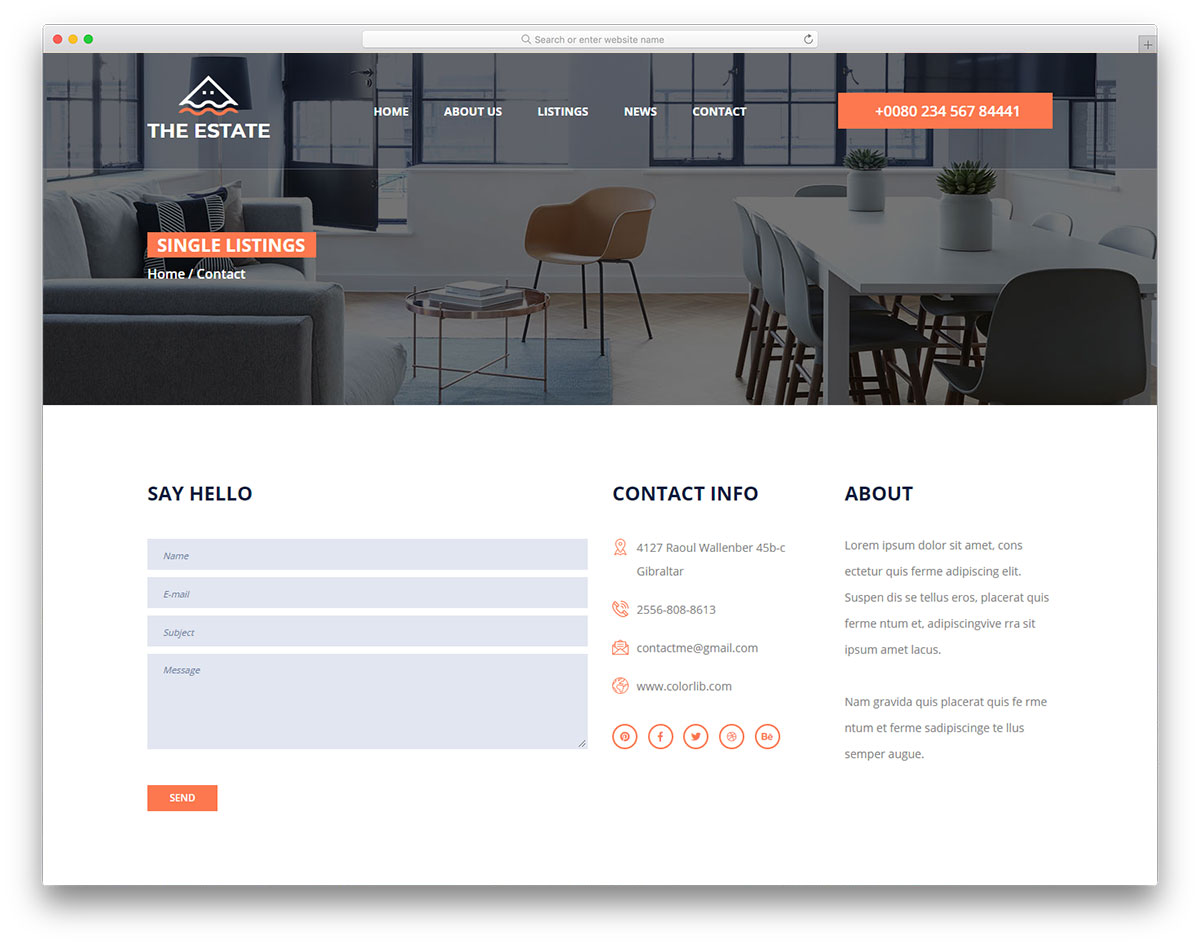 Search or enter website name
THE ESTATE
HOME
ABOUT US
LISTINGS
NEWS
CONTACT
+0080 234 567 84441
SINGLE LISTINGS
Home / Contact
SAY HELLO
Name
E-mail
Subject
Message
SEND
CONTACT INFO
4127 Raoul Wallenber 45b-c
Gibraltar
2556-808-8613
contactme@gmail.com
www.colorlib.com
Bē
ABOUT
Lorem ipsum dolor sit amet, cons
ectetur quis ferme adipiscing elit.
Suspen dis se tellus eros, placerat quis
ferme ntum et, adipiscingvive rra sit
ipsum amet lacus.
Nam gravida quis placerat quis fe rme
ntum et ferme sadipiscinge te llus
semper augue.